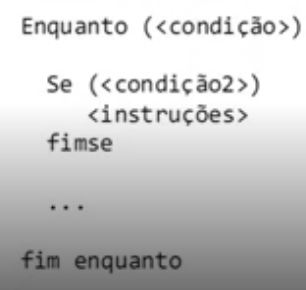 Enquanto (<condição>)
Se (<condição2>)
<instruções>
fimse
...
fim enquanto